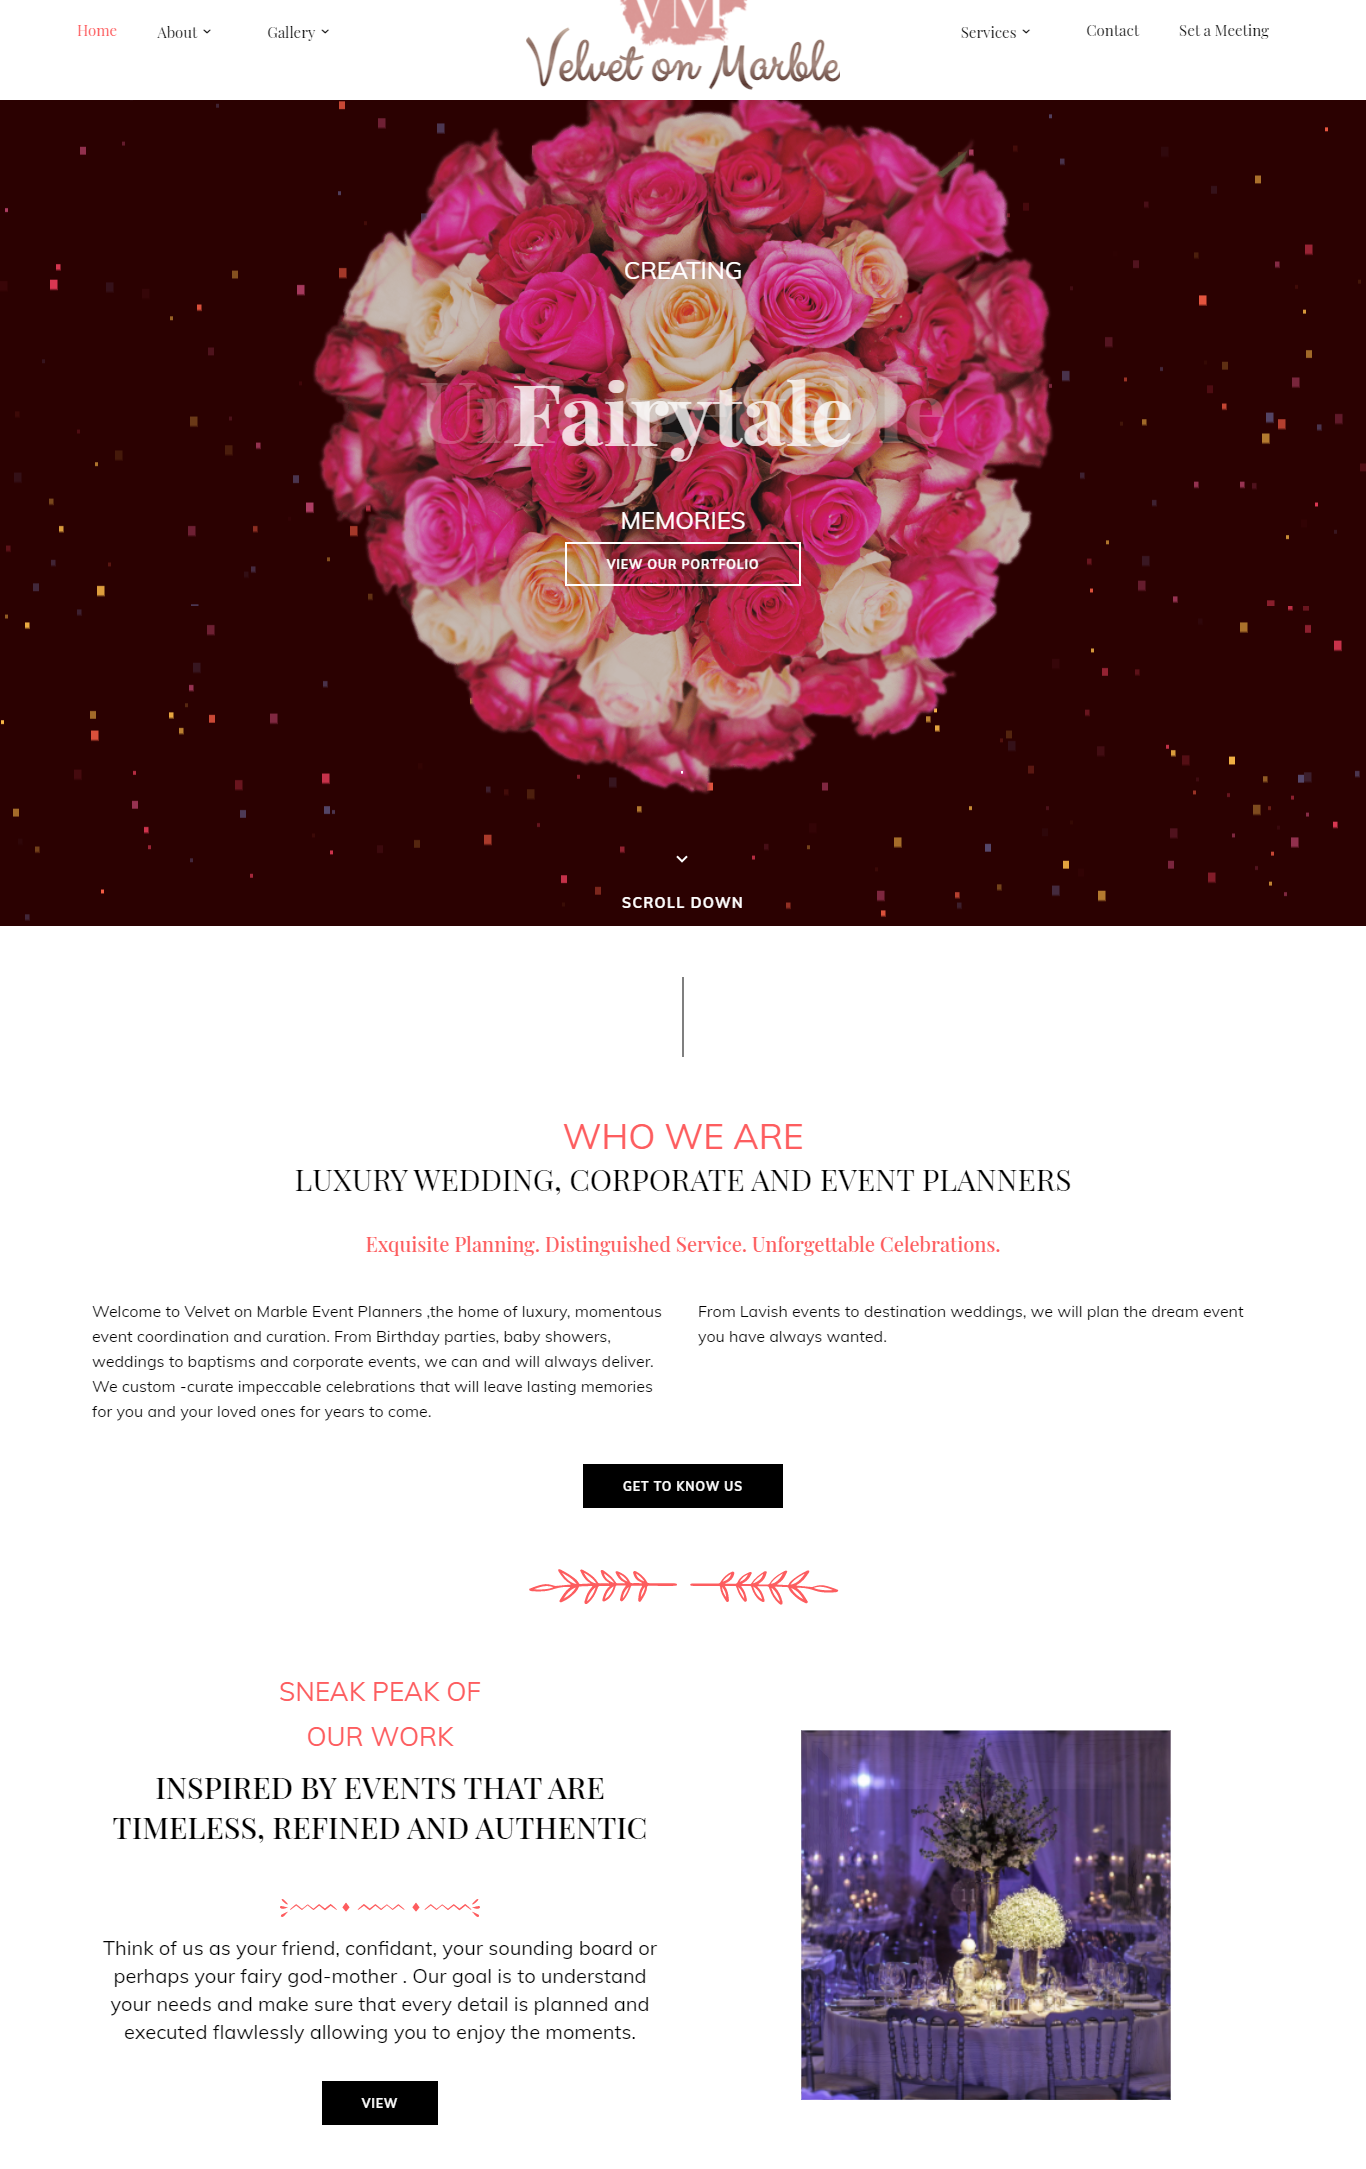 Home
About
Gallery
VM
Velvet on Marble
Services
Contact
Set a Meeting
CREATING
Unforgettable
Fairytale
MEMORIES
VIEW OUR PORTFOLIO
SCROLL DOWN
WHO WE ARE
LUXURY WEDDING, CORPORATE AND EVENT PLANNERS
Exquisite Planning. Distinguished Service. Unforgettable Celebrations.
Welcome to Velvet on Marble Event Planners ,the home of luxury, momentous
event coordination and curation. From Birthday parties, baby showers,
weddings to baptisms and corporate events, we can and will always deliver.
We custom -curate impeccable celebrations that will leave lasting memories
for you and your loved ones for years to come.
From Lavish events to destination weddings, we will plan the dream event
you have always wanted.
GET TO KNOW US
SNEAK PEAK OF
OUR WORK
INSPIRED BY EVENTS THAT ARE
TIMELESS, REFINED AND AUTHENTIC
Think of us as your friend, confidant, your sounding board or
perhaps your fairy god-mother . Our goal is to understand
your needs and make sure that every detail is planned and
executed flawlessly allowing you to enjoy the moments.
VIEW
11